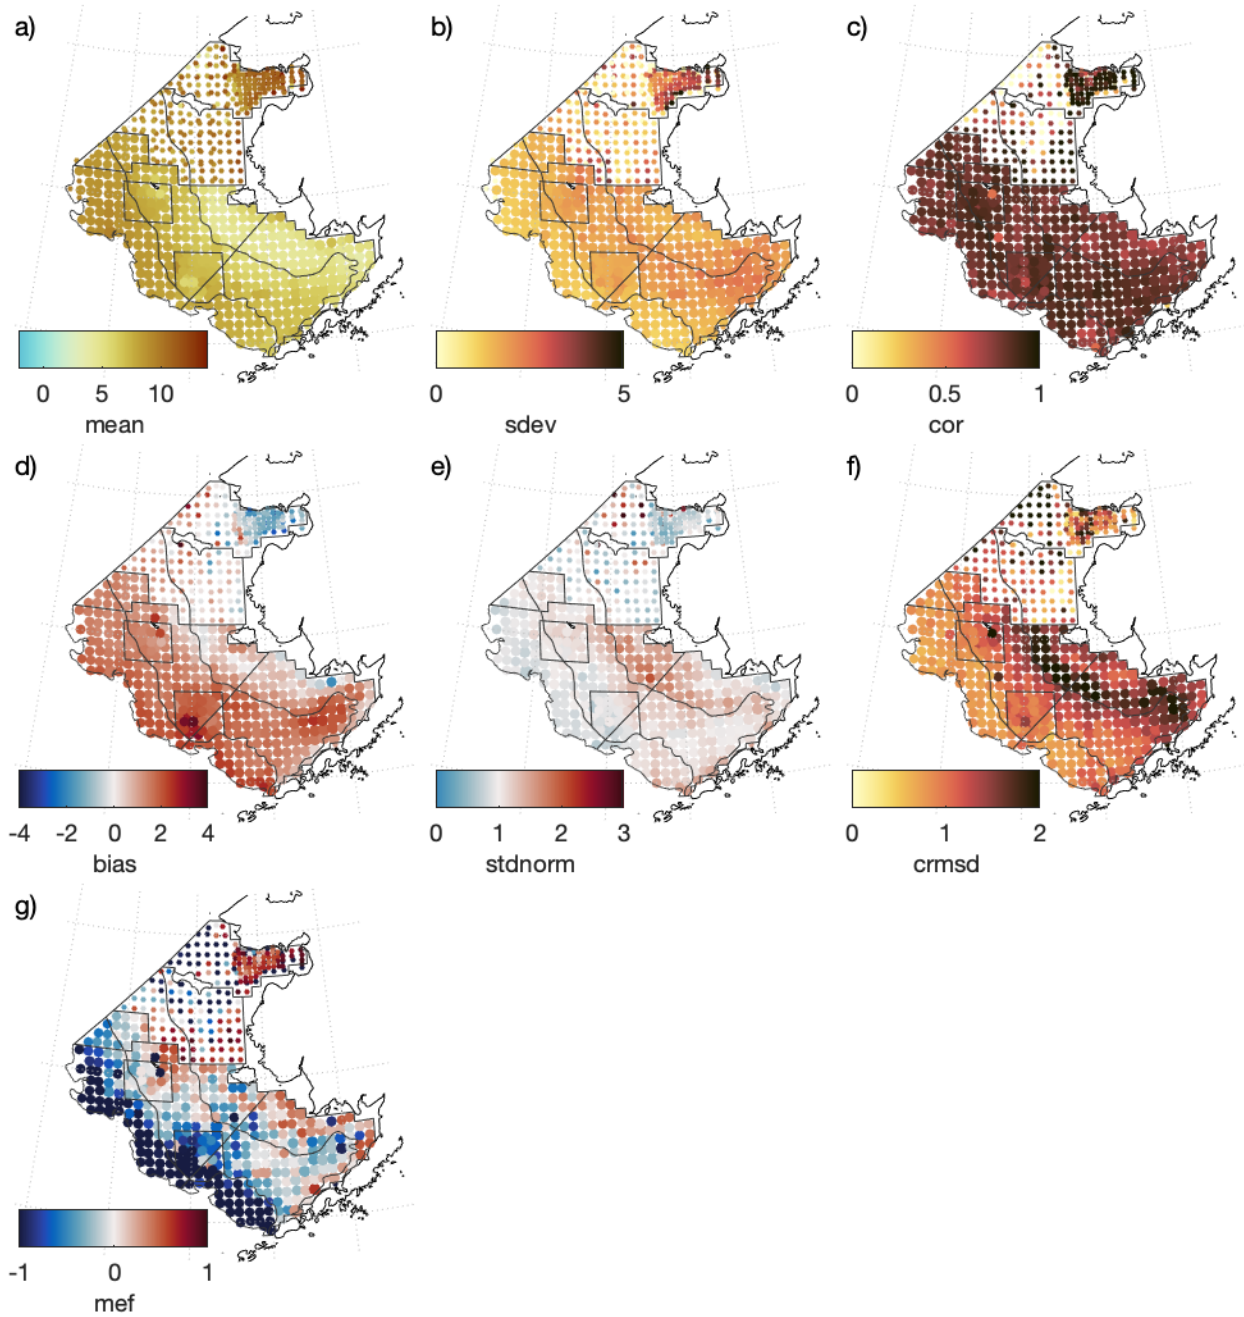 a) b) c)
0 5 10 0 5 0 0.5 1
mean sdev cor
d) e) f)
-4 -2 0 2 4 0 1 2 3 0 1 2
bias stdnorm crmsd
g)
-1 0 1
mef